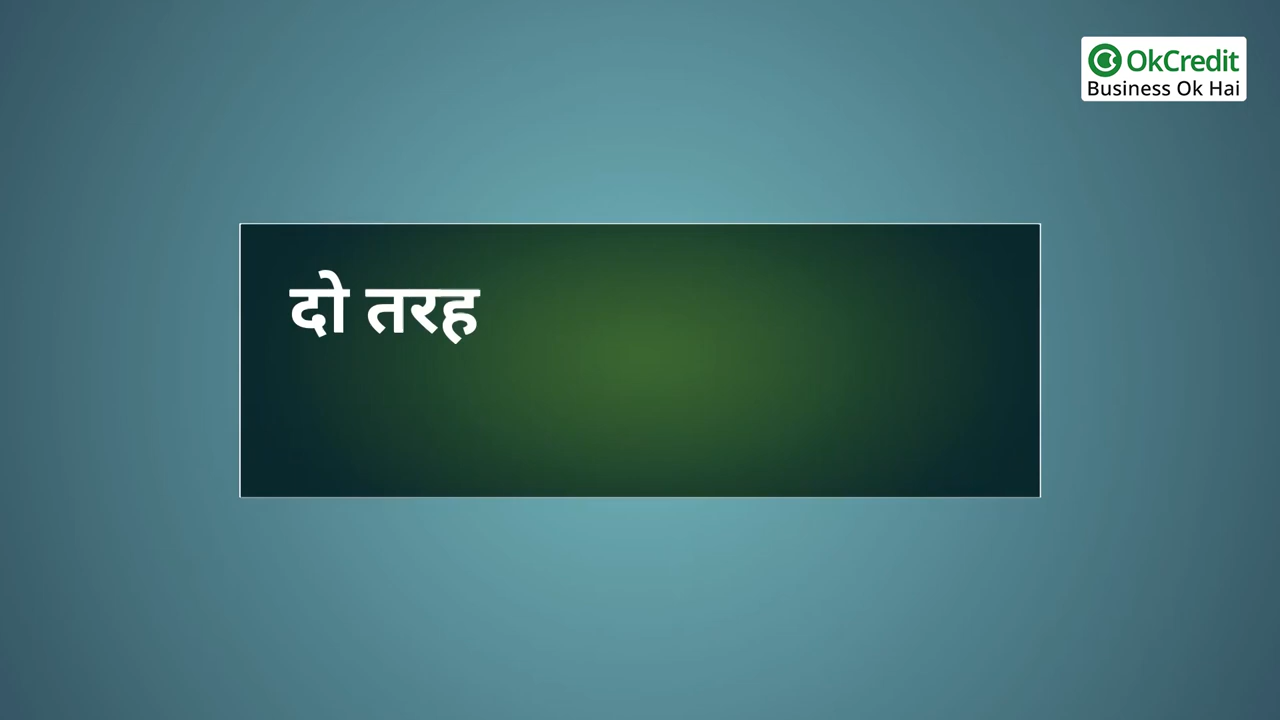 OkCredit
Business Ok Hai
दो तरह